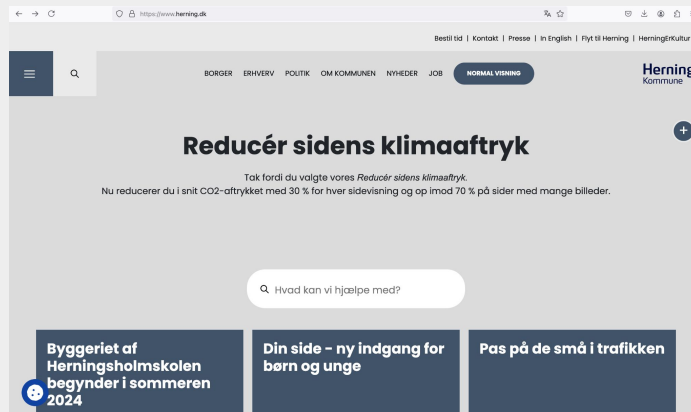 https://www.herning.dk
Bestil tid | Kontakt | Presse | In English | Flyt til Herning | HerningErKultur
BORGER ERHVERV POLITIK OM KOMMUNEN NYHEDER JOB NORMAL VISNING
Herning
Kommune
Reducér sidens klimaaftryk
Tak fordi du valgte vores Reducér sidens klimaaftryk.
Nu reducerer du i snit CO2-aftrykket med 30 % for hver sidevisning og op imod 70 % på sider med mange billeder.
Hvad kan vi hjælpe med?
Byggeriet af
Herningsholmskolen
begynder i sommeren
2024
Din side - ny indgang for
børn og unge
Pas på de små i trafikken